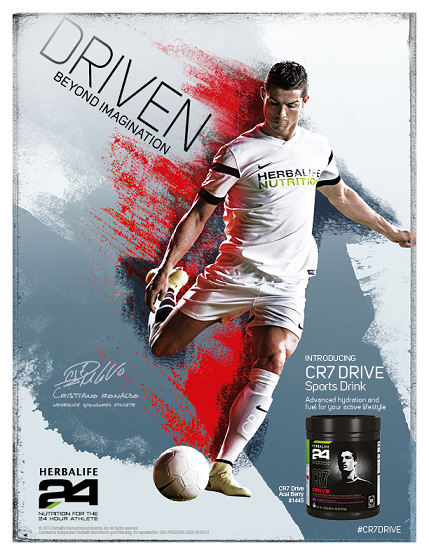 DRIVEN
BEYOND IMAGINATION
HERBALIFE
NUTRITION
CRISTIANO RONALDO
HERBALIFE SPONSORED ATHLETE
INTRODUCING
CR7 DRIVE
Sports Drink
Advanced hydration and
fuel for your active lifestyle
HERBALIFE
24
CR7
DRIVE
CR7 Drive
Acai Berry
#1445
HERBALIFE
24
NUTRITION FOR THE
24 HOUR ATHLETE
#CR7DRIVE